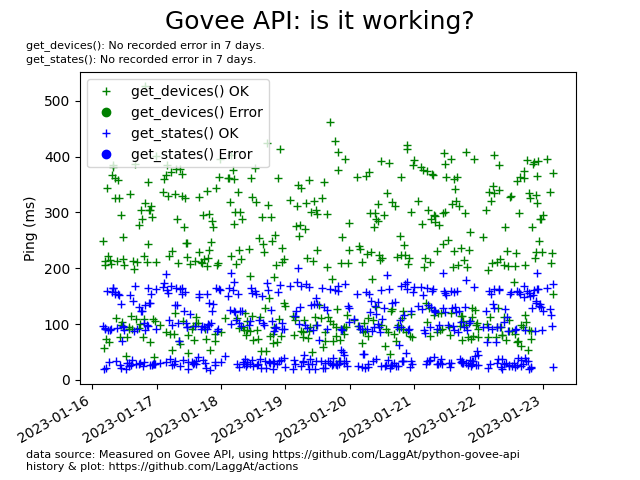 Govee API: is it working?
get_devices(): No recorded error in 7 days.
get_states(): No recorded error in 7 days.
get_devices() OK
get_devices() Error
get_states() OK
get_states() Error
Ping (ms)
500
400
300
200
100
0
2023-01-16
2023-01-17
2023-01-18
2023-01-19
2023-01-20
2023-01-21
2023-01-22
2023-01-23
data source: Measured on Govee API, using https://github.com/LaggAt/python-govee-api
history & plot: https://github.com/LaggAt/actions